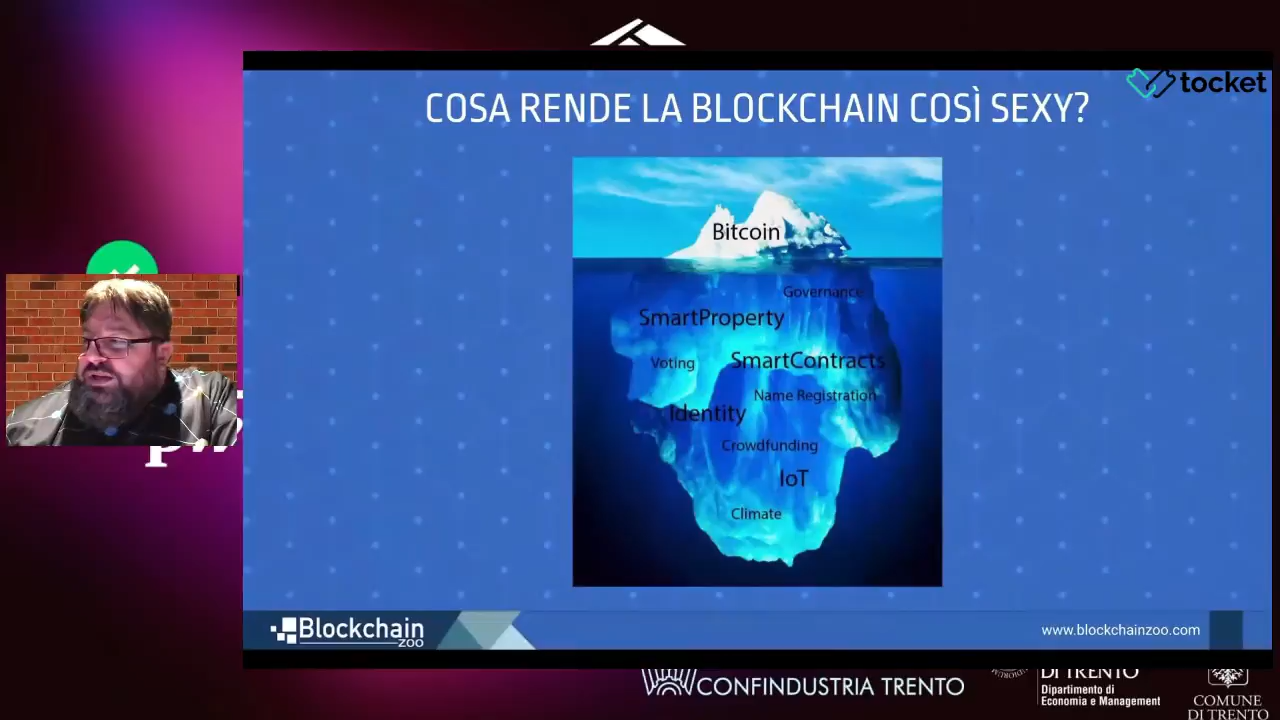 tocket
COSA RENDE LA BLOCKCHAIN COSÌ SEXY?
Bitcoin
Governance
SmartProperty
Voting
SmartContracts
Name Registration
Identity
Crowdfunding
IoT
Climate
Blockchain
ZOO
www.blockchainzoo.com
CONFINDUSTRIA TRENTO
DI TRENTO
Dipartimento di
Economia e Management
COMUNE
DI TRENTO